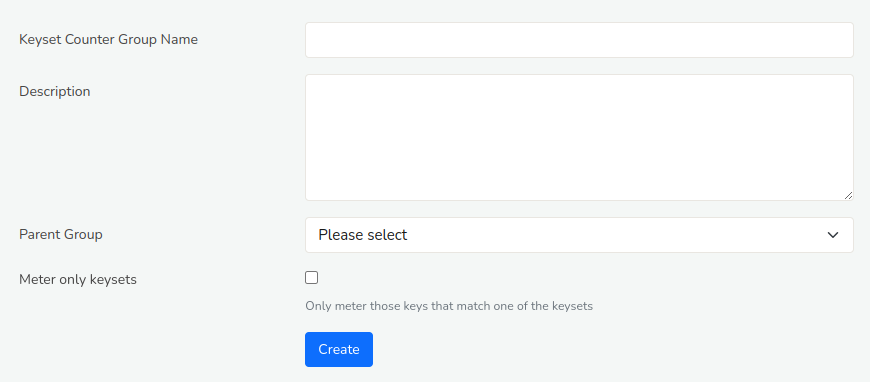 Keyset Counter Group Name
Description
Parent Group
Please select
Meter only keysets
Only meter those keys that match one of the keysets
Create